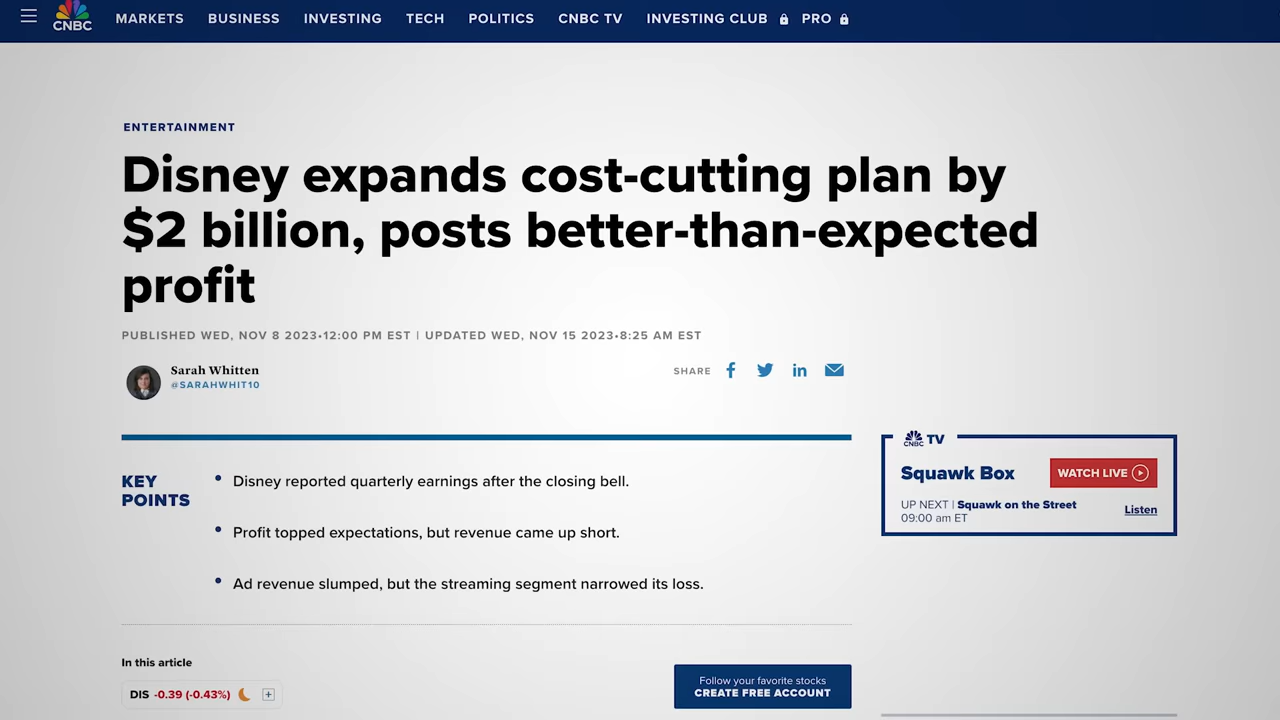 CNBC
MARKETS BUSINESS INVESTING TECH POLITICS CNBC TV INVESTING CLUB PRO
ENTERTAINMENT
Disney expands cost-cutting plan by
$2 billion, posts better-than-expected
profit
PUBLISHED WED, NOV 8 2023•12:00 PM EST | UPDATED WED, NOV 15 2023•8:25 AM EST
Sarah Whitten
@SARAHWHIT10
SHARE
KEY
POINTS
• Disney reported quarterly earnings after the closing bell.
• Profit topped expectations, but revenue came up short.
• Ad revenue slumped, but the streaming segment narrowed its loss.
CNBC TV
Squawk Box
WATCH LIVE
UP NEXT | Squawk on the Street
09:00 am ET
Listen
In this article
DIS -0.39 (-0.43%)
Follow your favorite stocks
CREATE FREE ACCOUNT